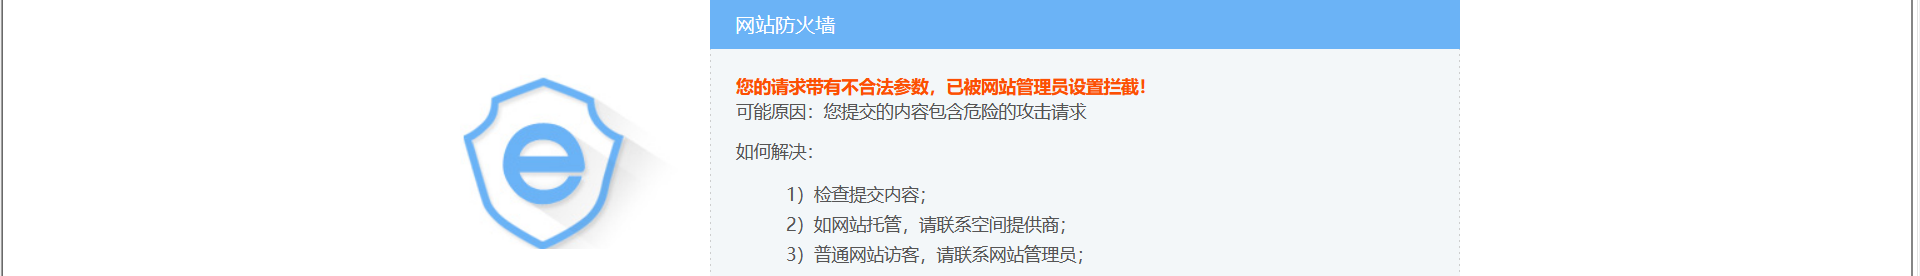 网站防火墙
您的请求带有不合法参数，已被网站管理员设置拦截！
可能原因：您提交的内容包含危险的攻击请求
如何解决：
1）检查提交内容；
2）如网站托管，请联系空间提供商；
3）普通网站访客，请联系网站管理员；